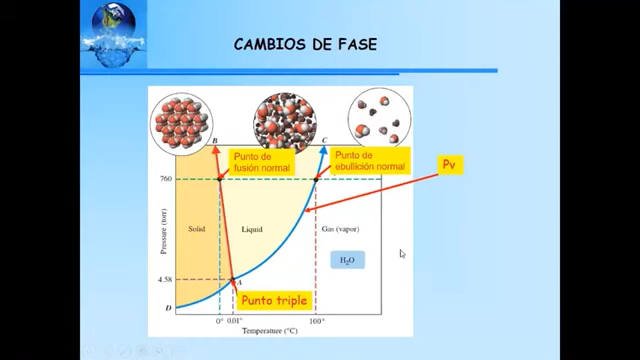 CAMBIOS DE FASE
B
C
Punto de
fusión normal
Punto de
ebullición normal
Pv
760
Pressure (torr)
Solid
Liquid
Gas (vapor)
H₂O
4.58
A
Punto triple
D
0°
0.01°
100°
Temperature (°C)